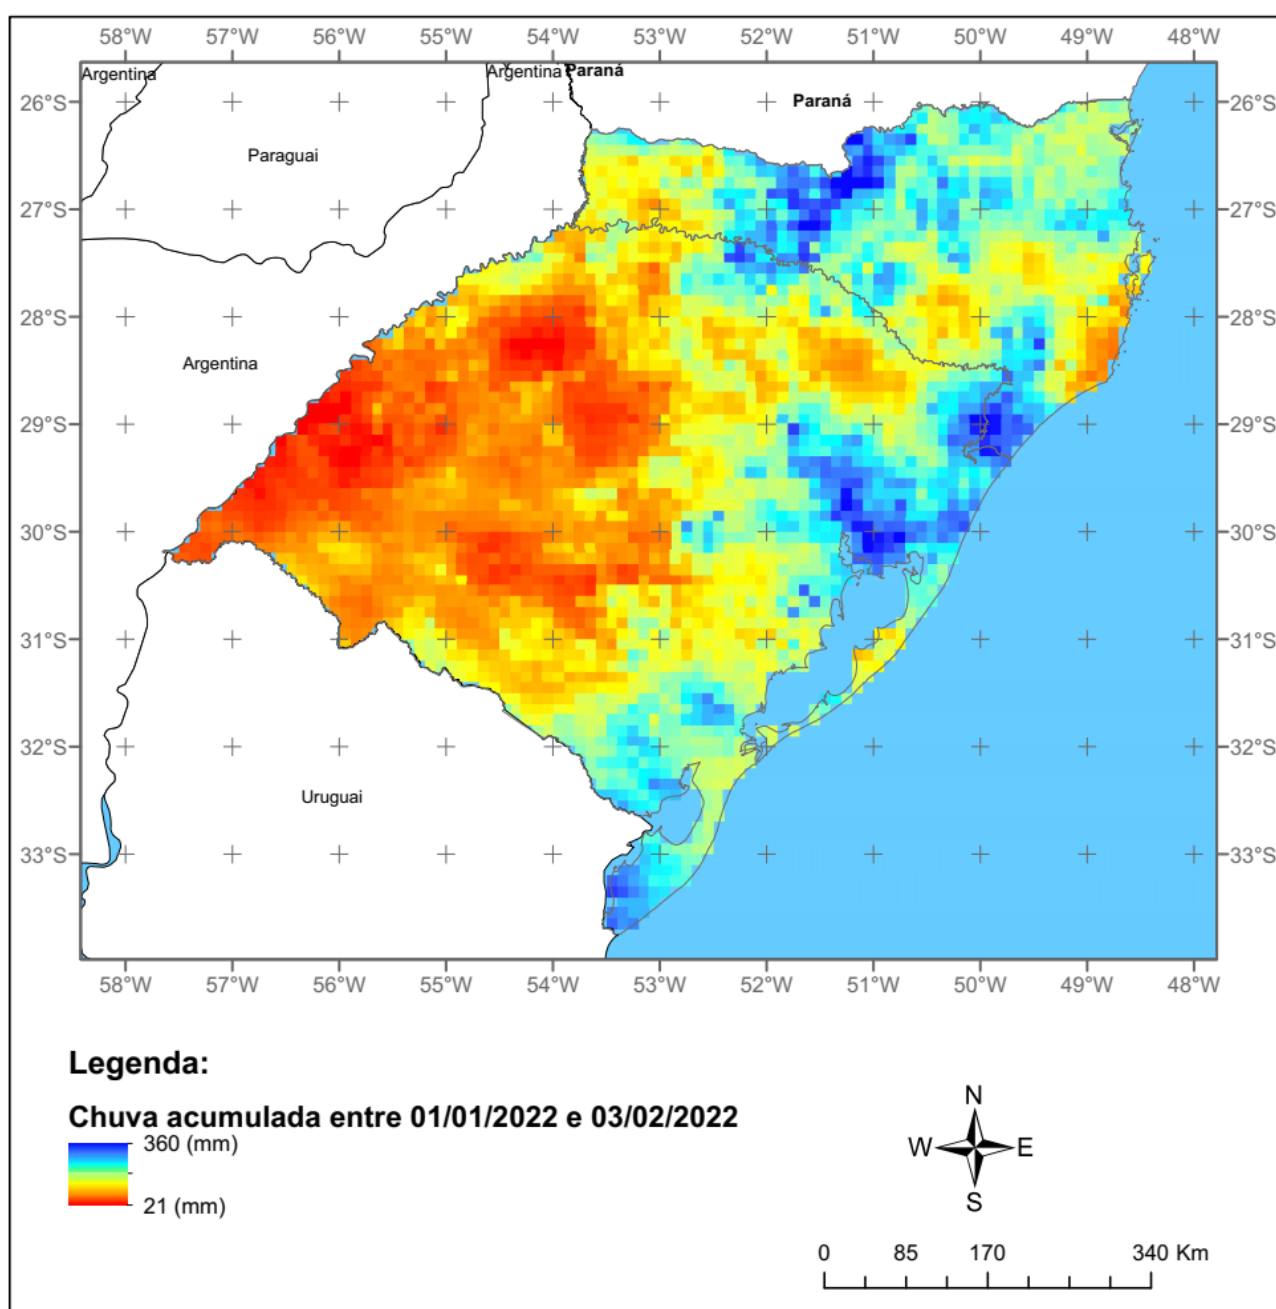 58°W 57°W 56°W 55°W 54°W 53°W 52°W 51°W 50°W 49°W 48°W
Argentina Argentina Paraná
26°S Paraná 26°S
Paraguai
27°S 27°S
28°S 28°S
Argentina
29°S 29°S
30°S 30°S
31°S 31°S
32°S 32°S
Uruguai
33°S 33°S
58°W 57°W 56°W 55°W 54°W 53°W 52°W 51°W 50°W 49°W 48°W
Legenda:
Chuva acumulada entre 01/01/2022 e 03/02/2022
360 (mm)
21 (mm)
N
W E
S
0 85 170 340 Km